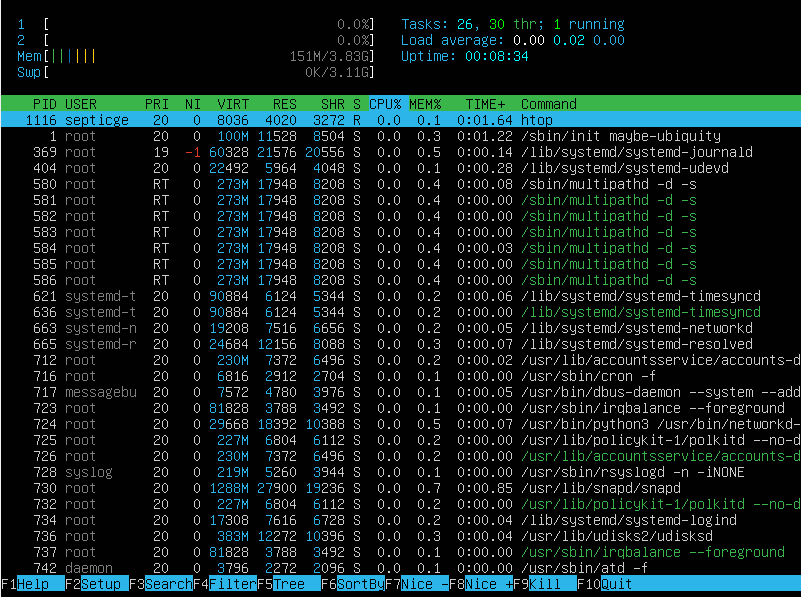 1 [ 0.0%] Tasks: 26, 30 thr; 1 running
2 [ 0.0%] Load average: 0.00 0.02 0.00
Mem[|||||| 151M/3.83G] Uptime: 00:08:34
Swp[ 0K/3.11G]
PID USER PRI NI VIRT RES SHR S CPU% MEM% TIME+ Command
1116 septicge 20 0 8036 4020 3272 R 0.0 0.1 0:01.64 htop
1 root 20 0 100M 11528 8504 S 0.0 0.3 0:01.22 /sbin/init maybe-ubiquity
369 root 19 -1 60328 21576 20556 S 0.0 0.5 0:00.14 /lib/systemd/systemd-journald
404 root 20 0 22492 5964 4048 S 0.0 0.1 0:00.28 /lib/systemd/systemd-udevd
580 root RT 0 273M 17948 8208 S 0.0 0.4 0:00.08 /sbin/multipathd -d -s
581 root RT 0 273M 17948 8208 S 0.0 0.4 0:00.00 /sbin/multipathd -d -s
582 root RT 0 273M 17948 8208 S 0.0 0.4 0:00.00 /sbin/multipathd -d -s
583 root RT 0 273M 17948 8208 S 0.0 0.4 0:00.00 /sbin/multipathd -d -s
584 root RT 0 273M 17948 8208 S 0.0 0.4 0:00.03 /sbin/multipathd -d -s
585 root RT 0 273M 17948 8208 S 0.0 0.4 0:00.00 /sbin/multipathd -d -s
586 root RT 0 273M 17948 8208 S 0.0 0.4 0:00.00 /sbin/multipathd -d -s
621 systemd-t 20 0 90884 6124 5344 S 0.0 0.2 0:00.06 /lib/systemd/systemd-timesyncd
636 systemd-t 20 0 90884 6124 5344 S 0.0 0.2 0:00.00 /lib/systemd/systemd-timesyncd
663 systemd-n 20 0 19208 7516 6656 S 0.0 0.2 0:00.05 /lib/systemd/systemd-networkd
665 systemd-r 20 0 24684 12156 8088 S 0.0 0.3 0:00.07 /lib/systemd/systemd-resolved
712 root 20 0 230M 7372 6496 S 0.0 0.2 0:00.02 /usr/lib/accountsservice/accounts-d
716 root 20 0 6816 2912 2704 S 0.0 0.1 0:00.00 /usr/sbin/cron -f
717 messagebu 20 0 7572 4780 3976 S 0.0 0.1 0:00.05 /usr/bin/dbus-daemon --system --add
723 root 20 0 81828 3788 3492 S 0.0 0.1 0:00.00 /usr/sbin/irqbalance --foreground
724 root 20 0 29668 18392 10388 S 0.0 0.5 0:00.07 /usr/bin/python3 /usr/bin/networkd-
725 root 20 0 227M 6804 6112 S 0.0 0.2 0:00.00 /usr/lib/policykit-1/polkitd --no-d
726 root 20 0 230M 7372 6496 S 0.0 0.2 0:00.00 /usr/lib/accountsservice/accounts-d
728 syslog 20 0 219M 5260 3944 S 0.0 0.1 0:00.00 /usr/sbin/rsyslogd -n -iNONE
730 root 20 0 1288M 27900 19236 S 0.0 0.7 0:00.85 /usr/lib/snapd/snapd
732 root 20 0 227M 6804 6112 S 0.0 0.2 0:00.00 /usr/lib/policykit-1/polkitd --no-d
734 root 20 0 17308 7616 6728 S 0.0 0.2 0:00.04 /lib/systemd/systemd-logind
736 root 20 0 383M 12272 10396 S 0.0 0.3 0:00.04 /usr/lib/udisks2/udisksd
737 root 20 0 81828 3788 3492 S 0.0 0.1 0:00.00 /usr/sbin/irqbalance --foreground
742 daemon 20 0 3796 2272 2096 S 0.0 0.1 0:00.00 /usr/sbin/atd -f
F1Help F2Setup F3SearchF4FilterF5Tree F6SortByF7Nice -F8Nice +F9Kill F10Quit